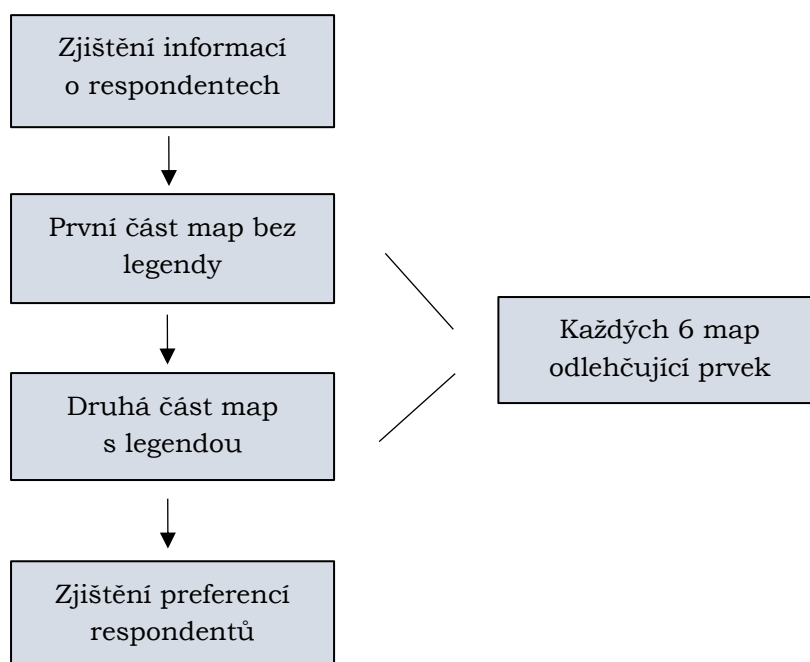 Zjištění informací
o respondentech
První část map bez
legendy
Každých 6 map
odlehčující prvek
Druhá část map
s legendou
Zjištění preferencí
respondentů